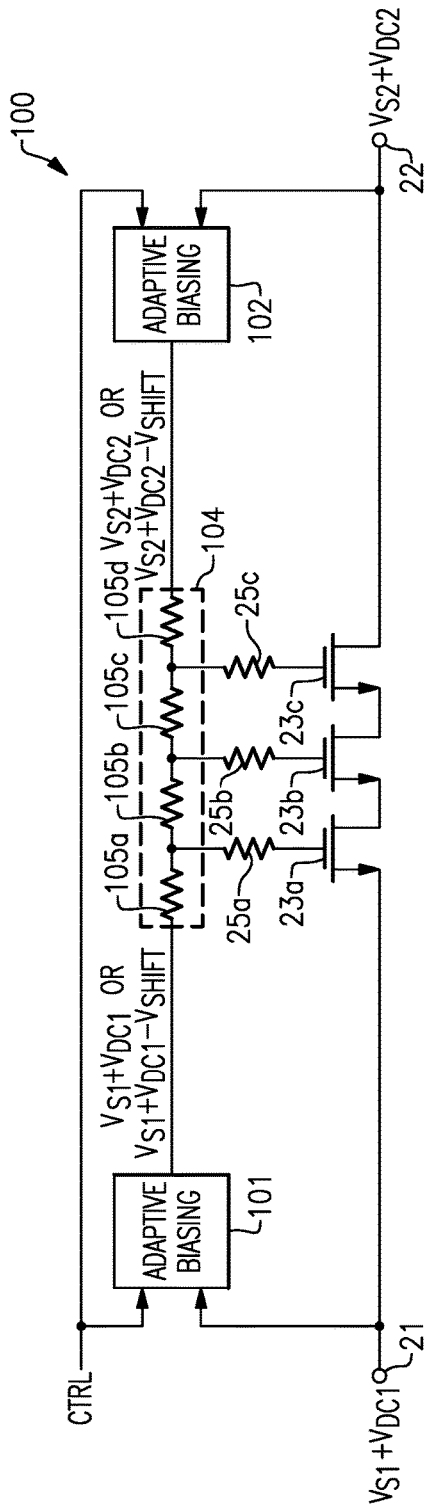 100
CTRL
ADAPTIVE
BIASING
101
VS1+VDC1 OR
VS1+VDC1−VSHIFT
105a
105b
105c
105d
VS2+VDC2 OR
VS2+VDC2−VSHIFT
104
ADAPTIVE
BIASING
102
25a
25b
25c
23a
23b
23c
VS1+VDC1
21
VS2+VDC2
22